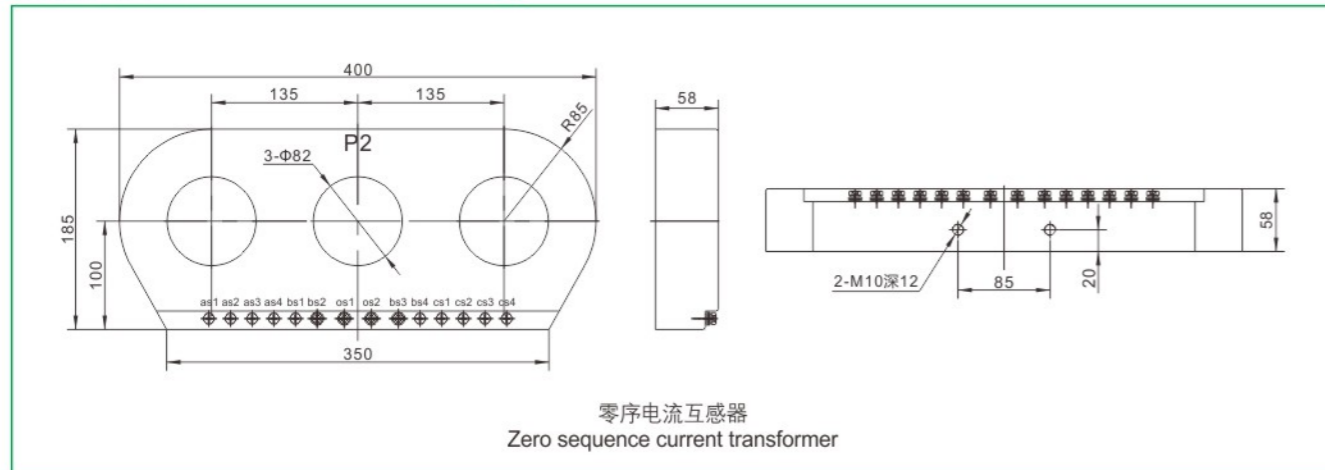 400
135
135
58
R85
P2
3-Φ82
185
100
as1 as2 as3 as4 bs1 bs2 os1 os2 bs3 bs4 cs1 cs2 cs3 cs4
350
58
2-M10深12
85
20
零序电流互感器
Zero sequence current transformer